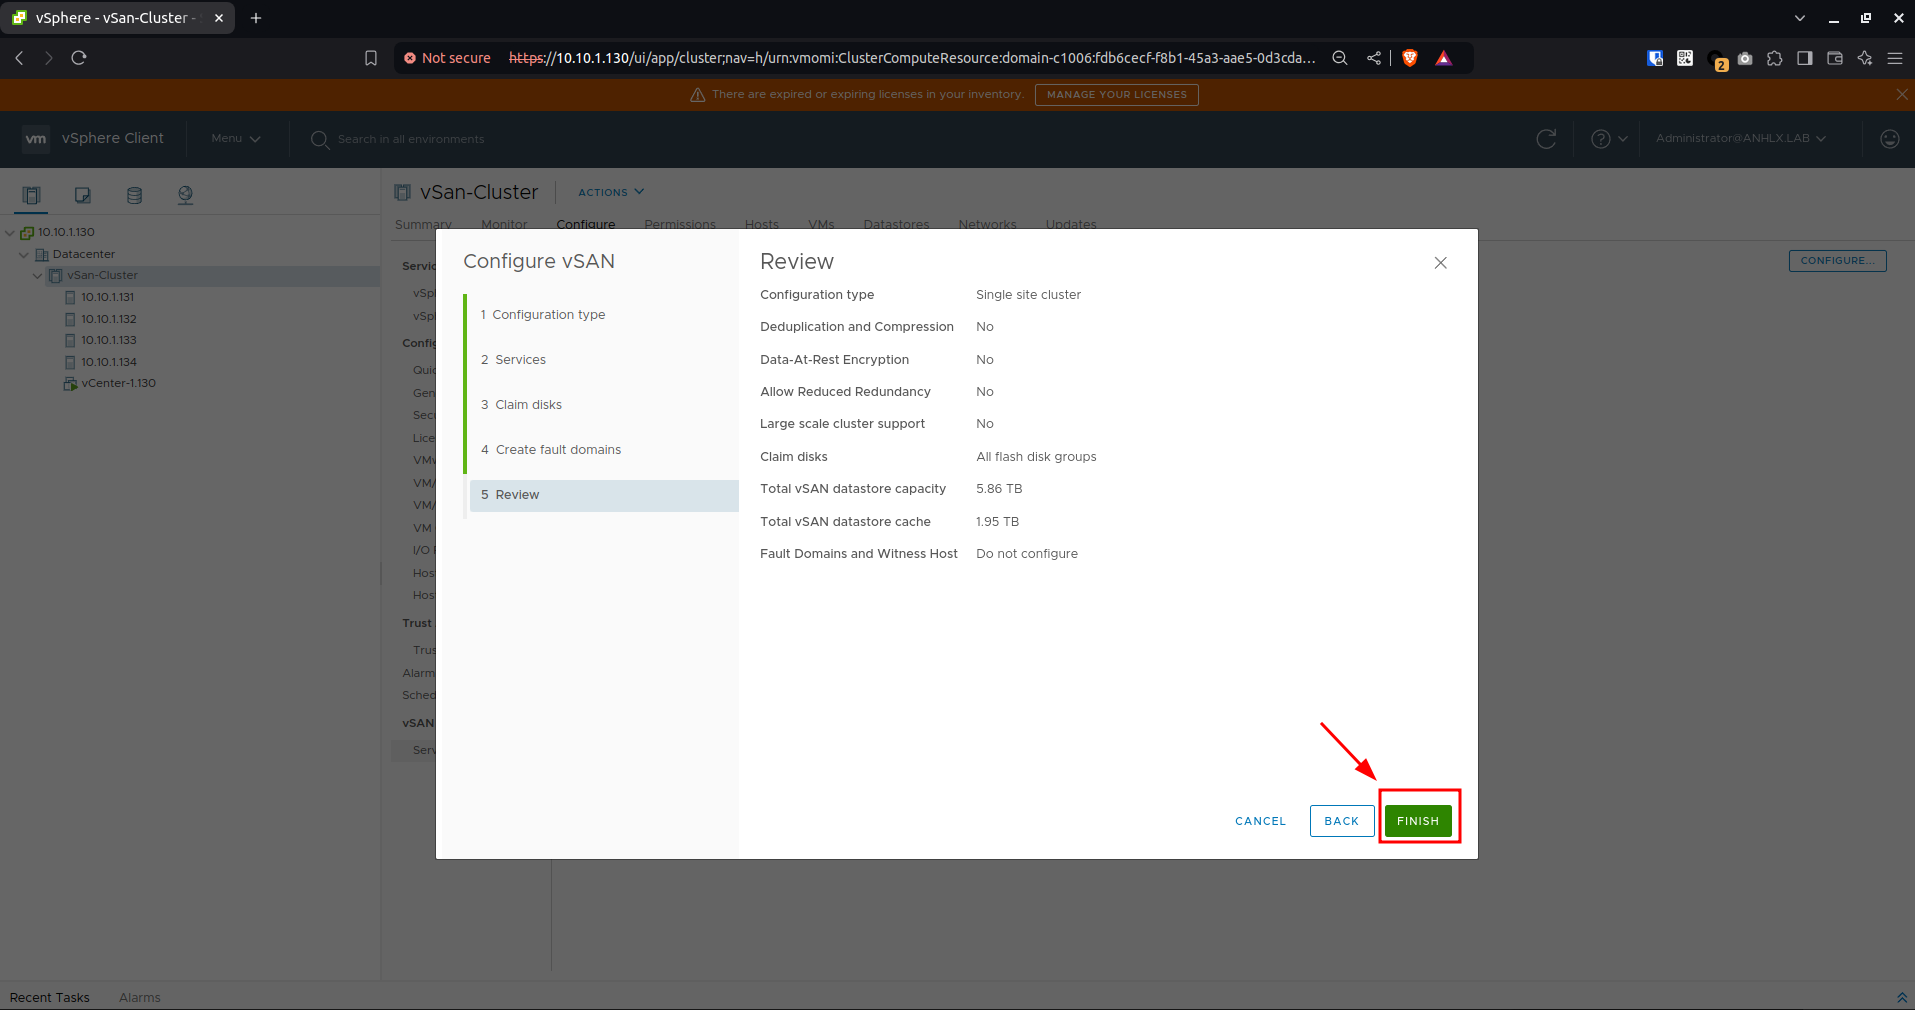 vSphere - vSan-Cluster -
Not secure https://10.10.1.130/ui/app/cluster;nav=h/urn:vmomi:ClusterComputeResource:domain-c1006:fdb6cecf-f8b1-45a3-aae5-0d3cda...
2
There are expired or expiring licenses in your inventory. MANAGE YOUR LICENSES
vm vSphere Client Menu Search in all environments Administrator@ANHLX.LAB
vSan-Cluster ACTIONS
Summary Monitor Configure Permissions Hosts VMs Datastores Networks Updates
10.10.1.130
Datacenter
vSan-Cluster
10.10.1.131
10.10.1.132
10.10.1.133
10.10.1.134
vCenter-1.130
Servic
vSph
vSph
Config
Quic
Gen
Secu
Lice
VMw
VM/
VM/
VM
I/O
Host
Host
Trust
Trus
Alarm
Sched
vSAN
Serv
CONFIGURE...
Configure vSAN
1 Configuration type
2 Services
3 Claim disks
4 Create fault domains
5 Review
Review
Configuration type Single site cluster
Deduplication and Compression No
Data-At-Rest Encryption No
Allow Reduced Redundancy No
Large scale cluster support No
Claim disks All flash disk groups
Total vSAN datastore capacity 5.86 TB
Total vSAN datastore cache 1.95 TB
Fault Domains and Witness Host Do not configure
CANCEL BACK FINISH
Recent Tasks Alarms